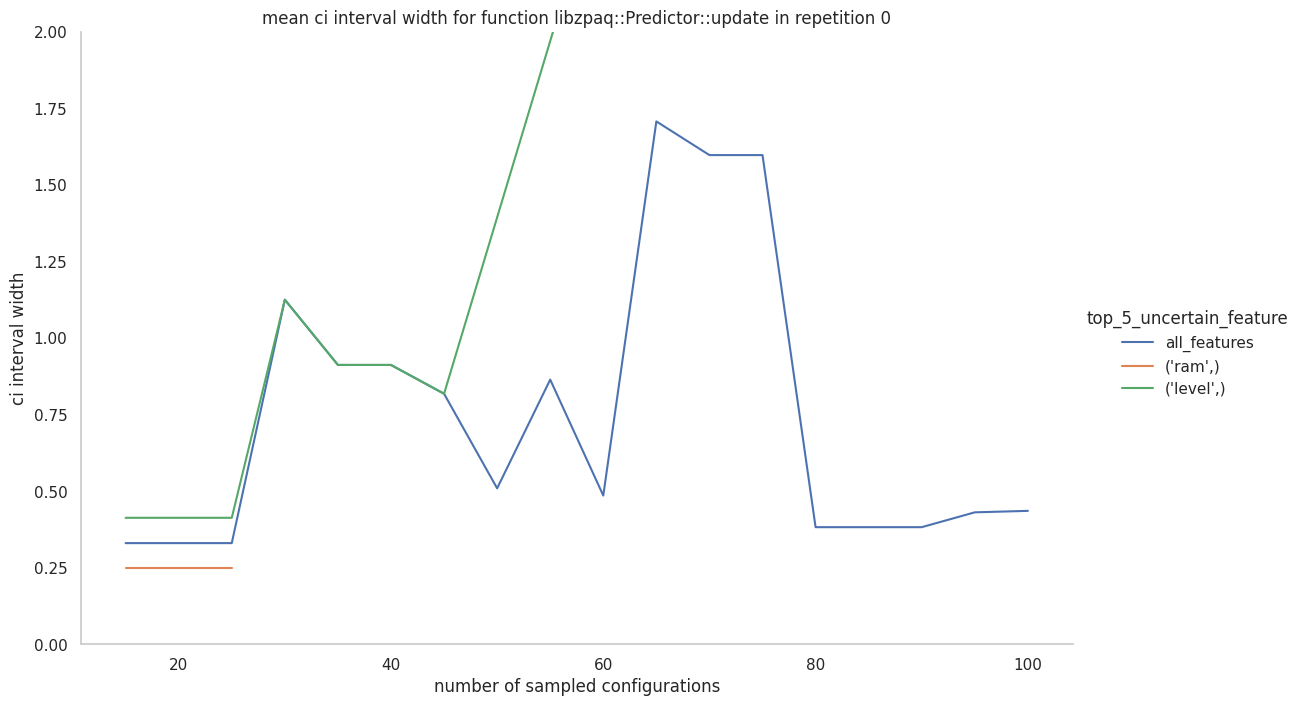 mean ci interval width for function libzpaq::Predictor::update in repetition 0
2.00
1.75
1.50
1.25
1.00
0.75
0.50
0.25
0.00
ci interval width
20 40 60 80 100
number of sampled configurations
top_5_uncertain_feature
all_features
('ram',)
('level',)